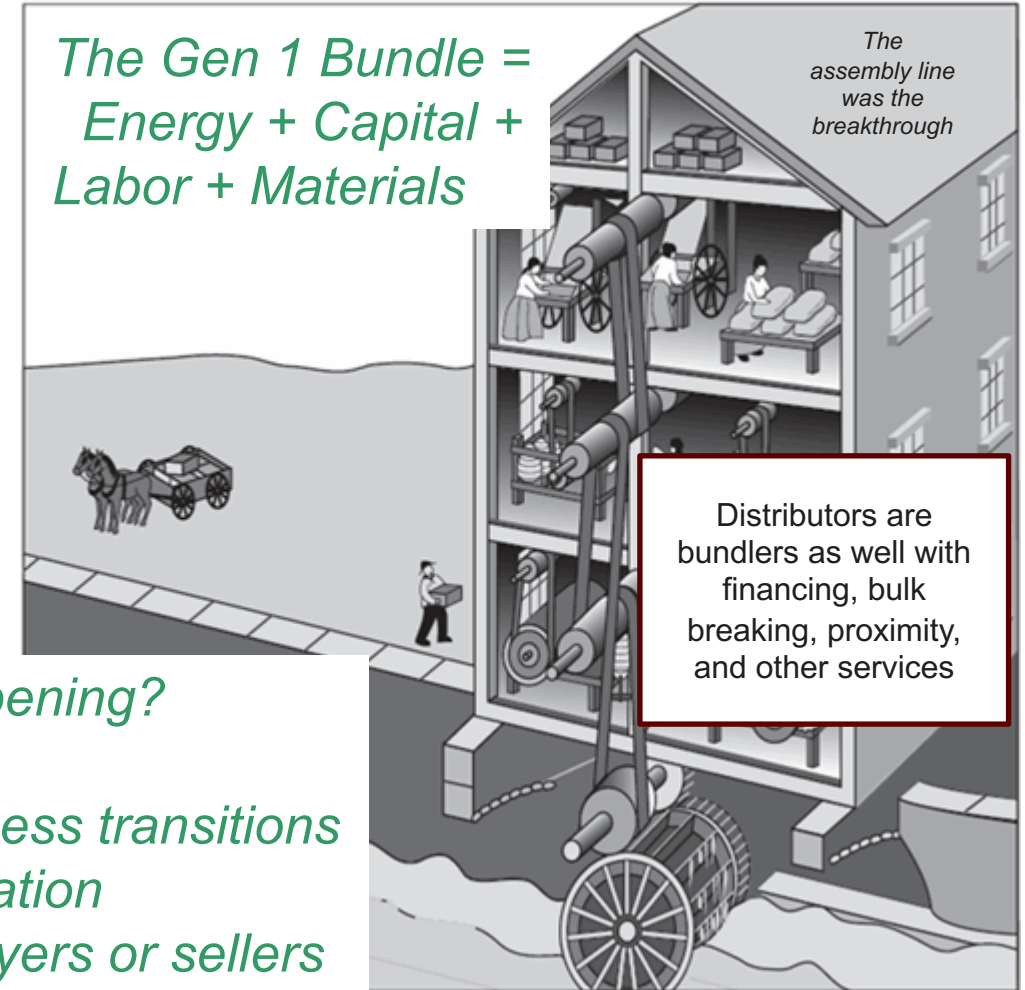 The Gen 1 Bundle =
Energy + Capital +
Labor + Materials
The
assembly line
was the
breakthrough
Distributors are
bundlers as well with
financing, bulk
breaking, proximity,
and other services
pening?
ess transitions
ation
yers or sellers